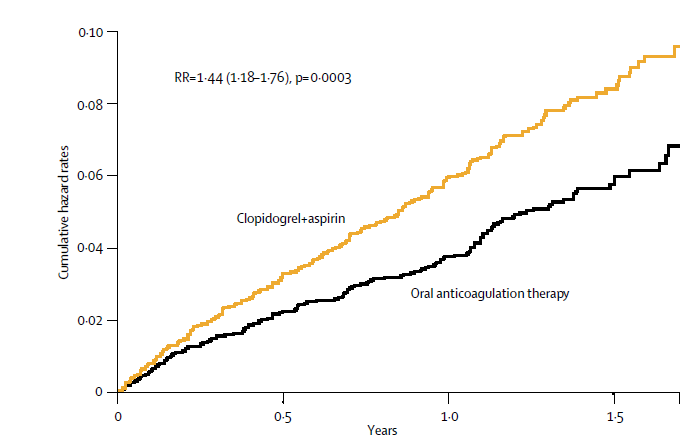 0·10
RR=1·44 (1·18–1·76), p=0·0003
0·08
0·06
Cumulative hazard rates
Clopidogrel+aspirin
0·04
Oral anticoagulation therapy
0·02
0
0
0·5
1·0
1·5
Years